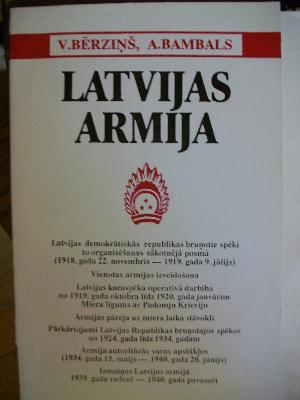 V.BĒRZIŅŠ, A.BAMBALS
LATVIJAS
ARMIJA
Latvijas demokrātiskās republikas bruņotie spēki
to organizēšanas sākotnējā posmā
(1918. gada 22. novembris — 1919. gada 9. jūlijs)
Vienotas armijas izveidošana
Latvijas karaspēka operatīvā darbība
no 1919. gada oktobra līdz 1920. gada janvārim
Miera līgums ar Padomju Krieviju
Armijas pāreja uz miera laika stāvokli
Pārkārtojumi Latvijas Republikas bruņotajos spēkos
no 1924. gada līdz 1934. gadam
Armija autoritārās varas apstākļos
(1934. gada 15. maijs — 1940. gada 20. jūnijs)
Izmaiņas Latvijas armijā
1939. gada rudenī — 1940. gada pavasarī